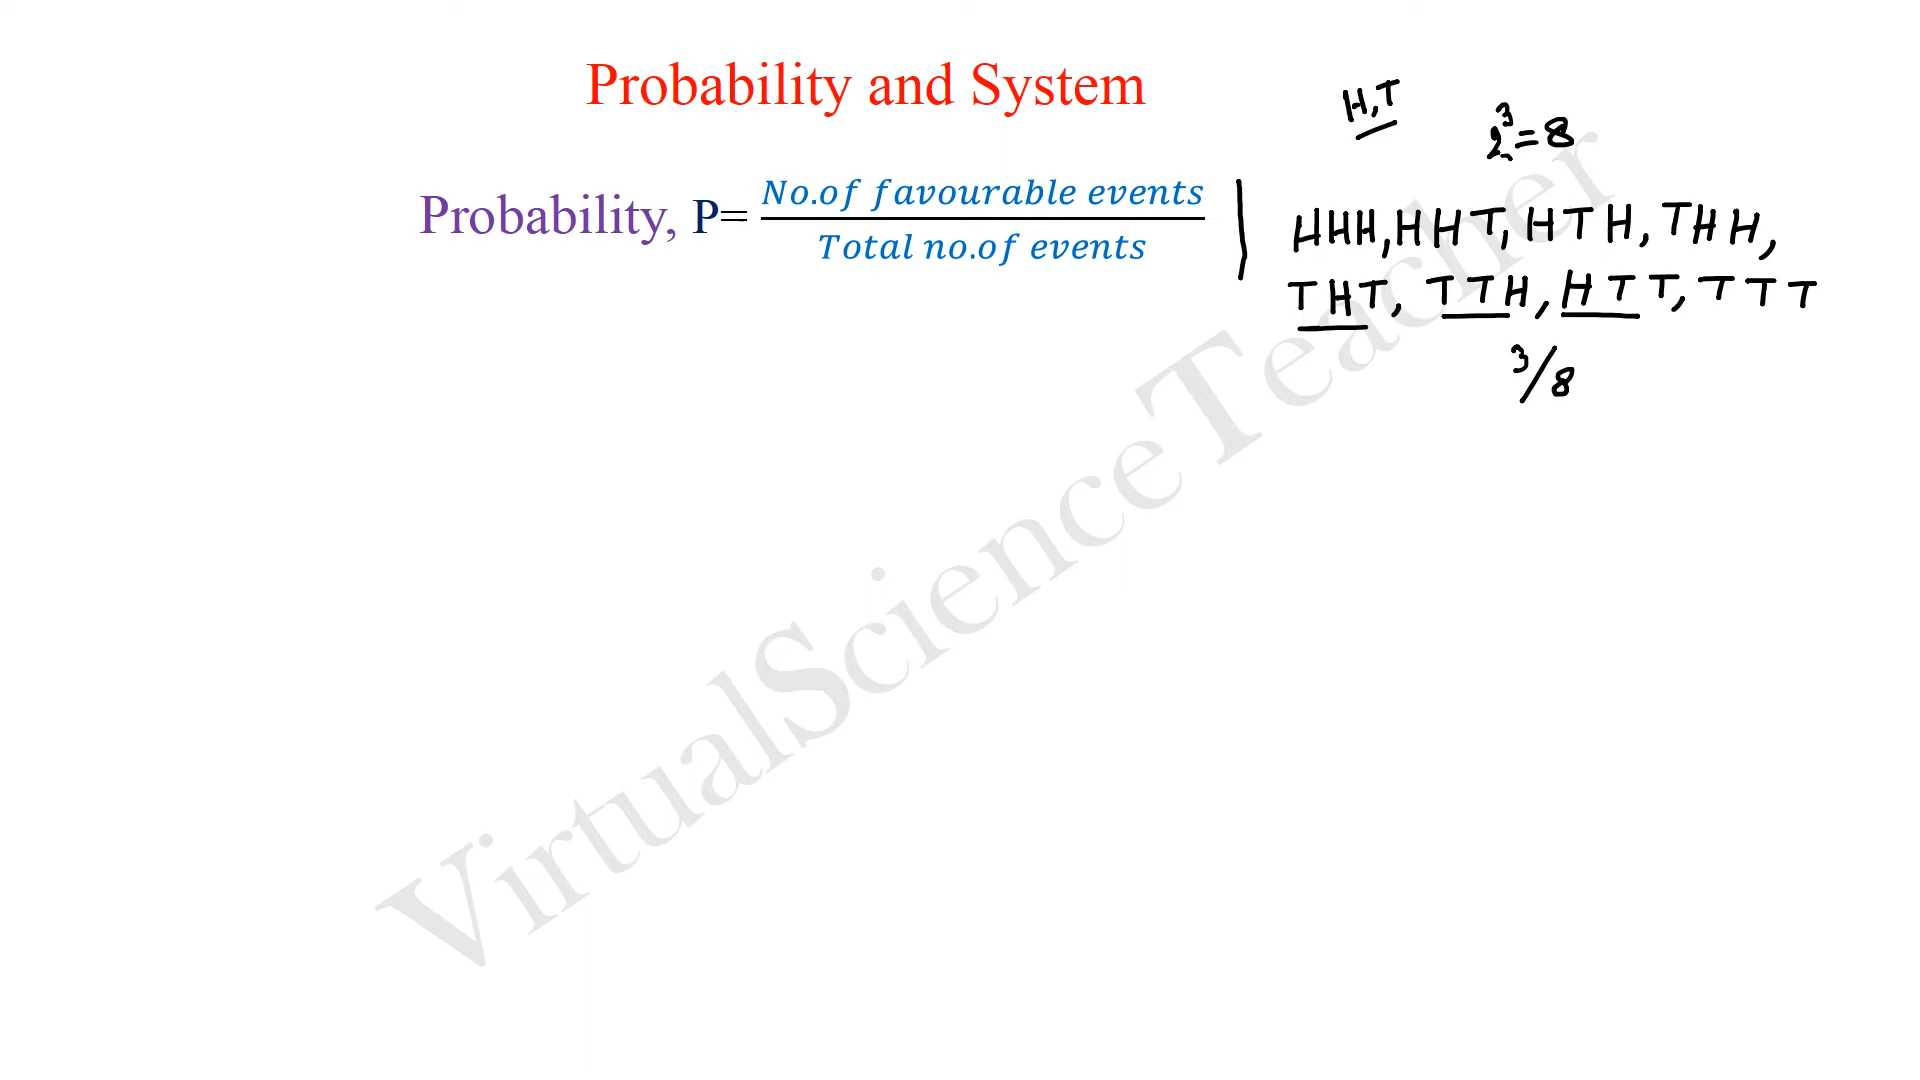 Probability and System
H,T
2³=8
Probability, P= No.of favourable events / Total no.of events
HHH, HHT, HTH, THH,
THT, TTH, HTT, TTT
3/8
VirtualScienceTeacher